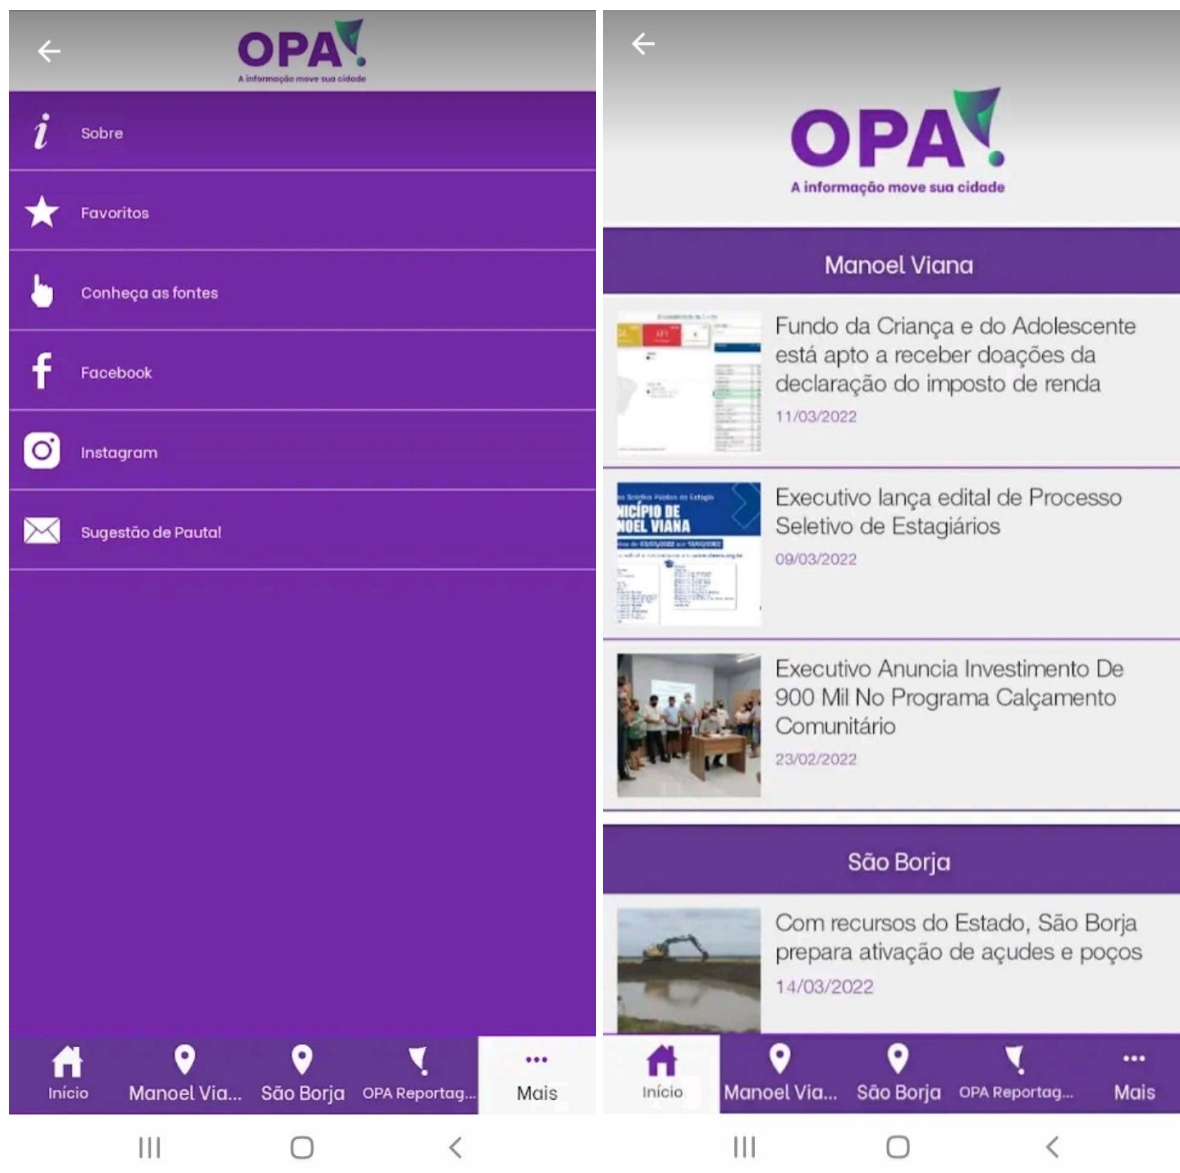 OPA!
A informação move sua cidade
Sobre
Favoritos
Conheça as fontes
Facebook
Instagram
Sugestão de Pauta!
Início
Manoel Via...
São Borja
OPA Reportag...
Mais
OPA!
A informação move sua cidade
Manoel Viana
Fundo da Criança e do Adolescente
está apto a receber doações da
declaração do imposto de renda
11/03/2022
NICÍPIO DE
NOEL VIANA
Executivo lança edital de Processo
Seletivo de Estagiários
09/03/2022
Executivo Anuncia Investimento De
900 Mil No Programa Calçamento
Comunitário
23/02/2022
São Borja
Com recursos do Estado, São Borja
prepara ativação de açudes e poços
14/03/2022
Início
Manoel Via...
São Borja
OPA Reportag...
Mais